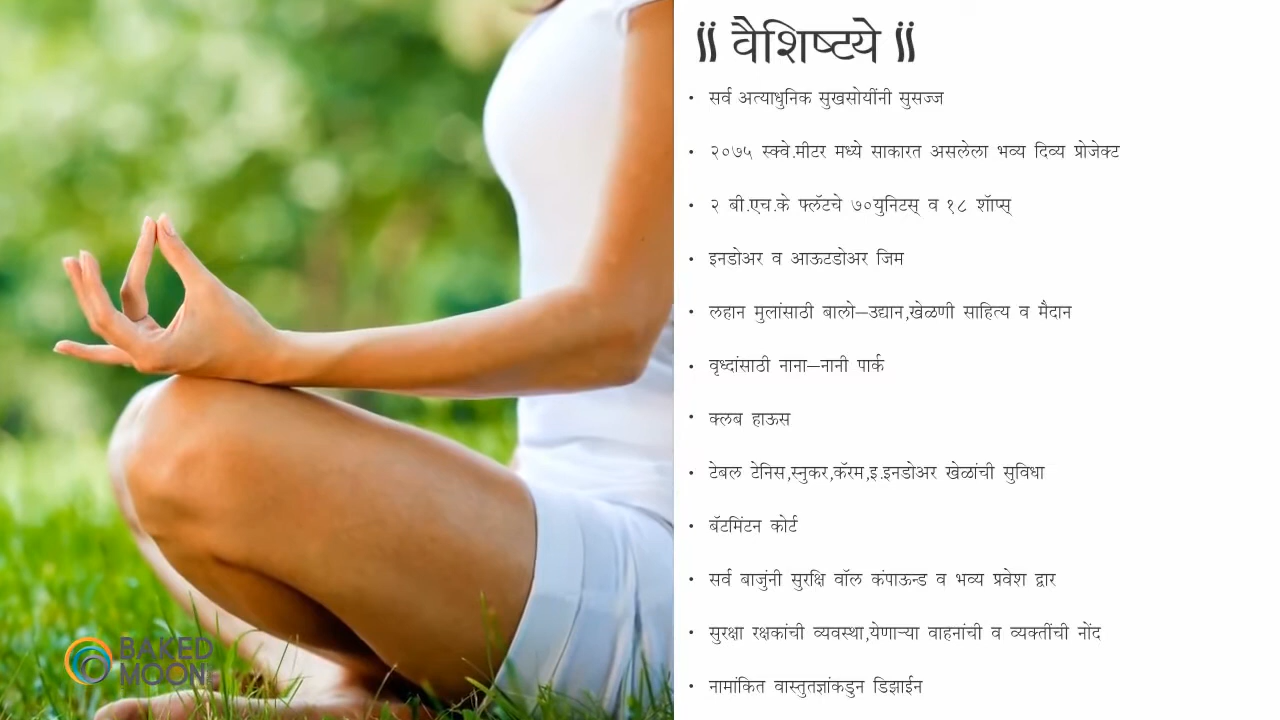 ॥ वैशिष्ट्ये ॥
• सर्व अत्याधुनिक सुखसोयींनी सुसज्ज
• २०७५ स्क्वे.मीटर मध्ये साकारत असलेला भव्य दिव्य प्रोजेक्ट
• २ बी.एच.के फ्लॅटचे ७०युनिटस् व १८ शॉप्स्
• इनडोअर व आऊटडोअर जिम
• लहान मुलांसाठी बालो–उद्यान,खेळणी साहित्य व मैदान
• वृध्दांसाठी नाना–नानी पार्क
• क्लब हाऊस
• टेबल टेनिस,स्नुकर,कॅरम,इ.इनडोअर खेळांची सुविधा
• बॅटमिंटन कोर्ट
• सर्व बाजुंनी सुरक्षि वॉल कंपाऊन्ड व भव्य प्रवेश द्वार
• सुरक्षा रक्षकांची व्यवस्था,येणाऱ्या वाहनांची व व्यक्तींची नोंद
• नामांकित वास्तुतज्ञांकडुन डिझाईन
BAKED
MOON